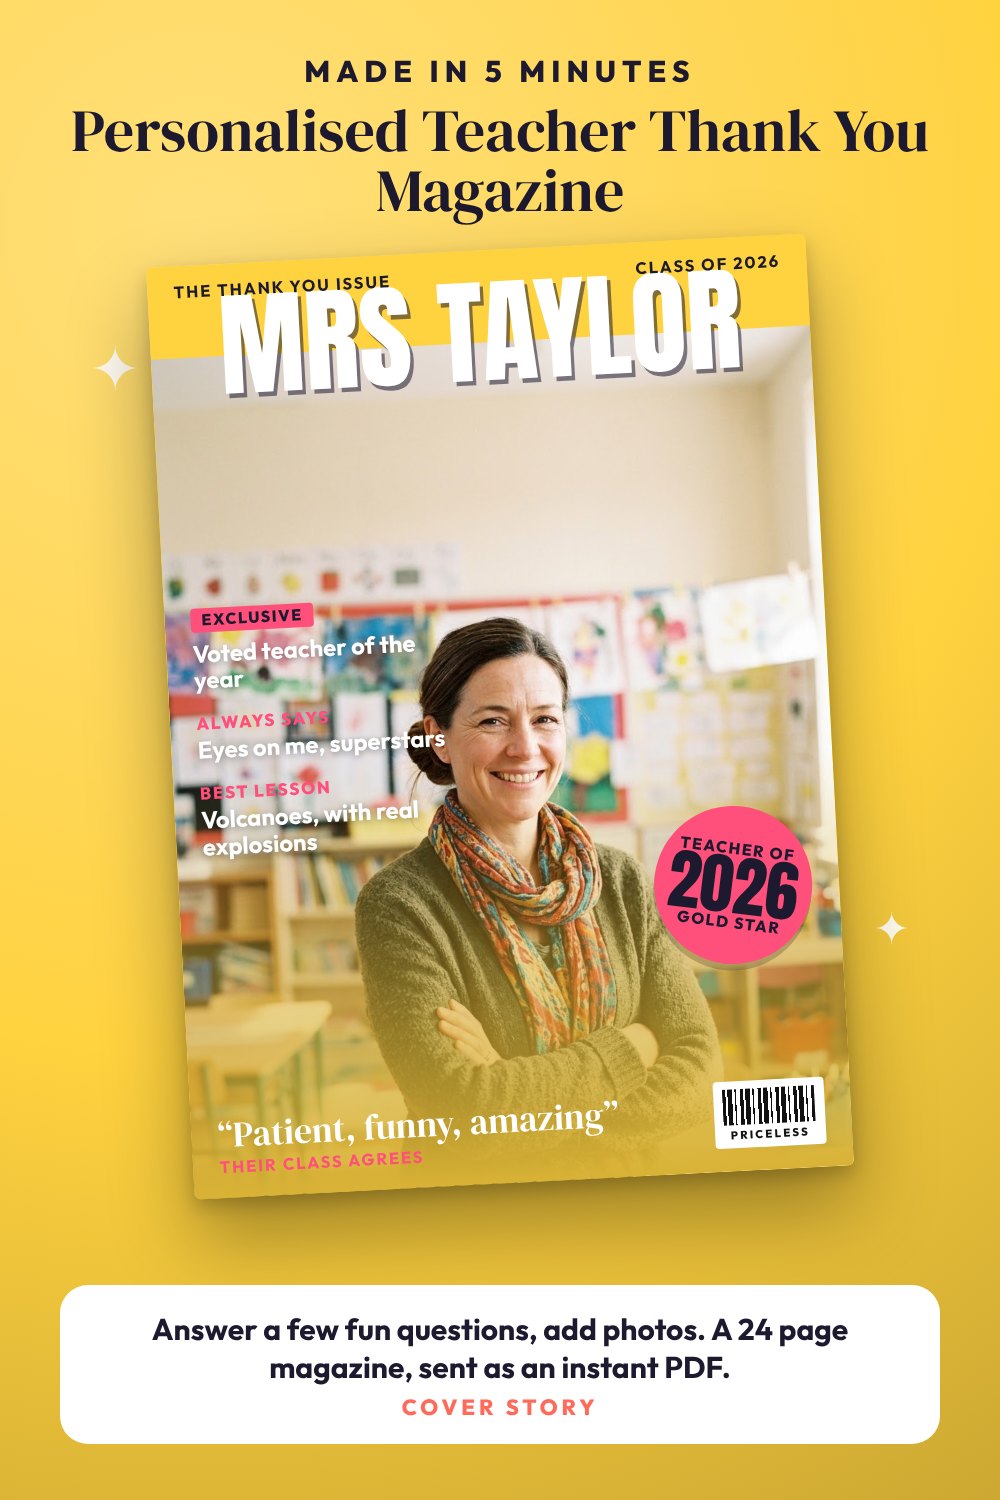 MADE IN 5 MINUTES
Personalised Teacher Thank You
Magazine
THE THANK YOU ISSUE
CLASS OF 2026
MRS TAYLOR
EXCLUSIVE
Voted teacher of the
year
ALWAYS SAYS
Eyes on me, superstars
BEST LESSON
Volcanoes, with real
explosions
TEACHER OF
2026
GOLD STAR
“Patient, funny, amazing”
THEIR CLASS AGREES
PRICELESS
Answer a few fun questions, add photos. A 24 page
magazine, sent as an instant PDF.
COVER STORY